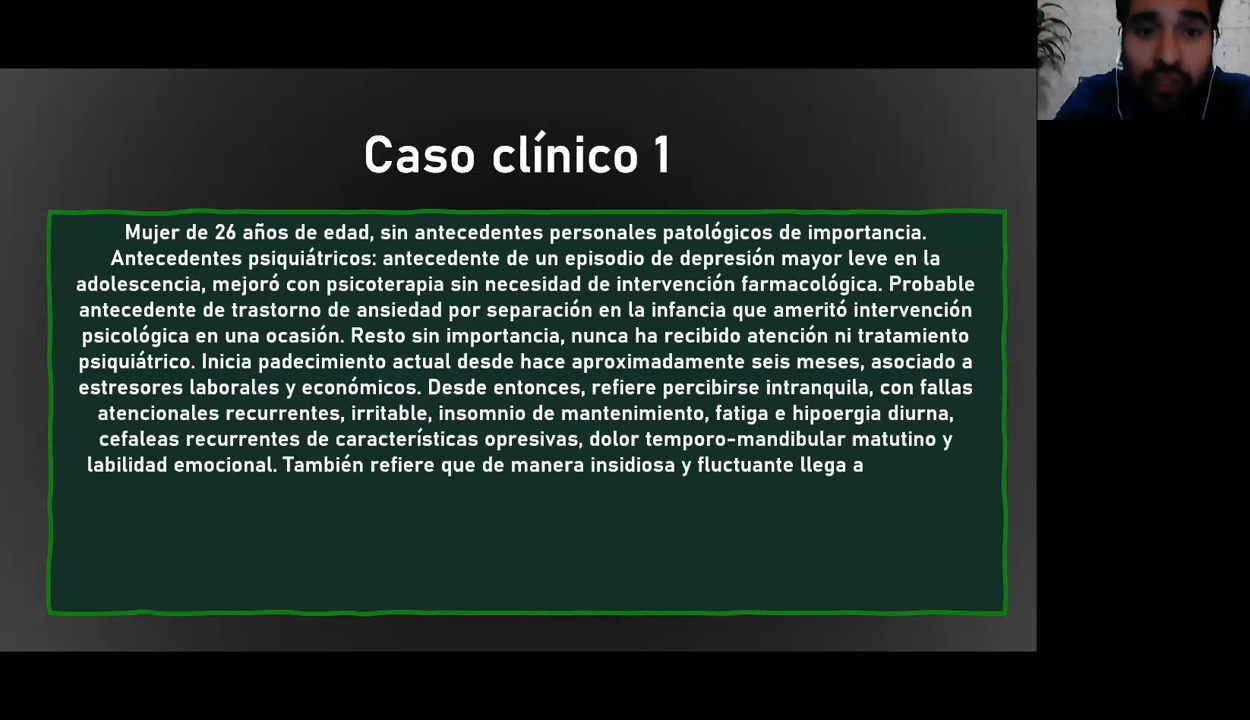 Caso clínico 1
Mujer de 26 años de edad, sin antecedentes personales patológicos de importancia.
Antecedentes psiquiátricos: antecedente de un episodio de depresión mayor leve en la
adolescencia, mejoró con psicoterapia sin necesidad de intervención farmacológica. Probable
antecedente de trastorno de ansiedad por separación en la infancia que ameritó intervención
psicológica en una ocasión. Resto sin importancia, nunca ha recibido atención ni tratamiento
psiquiátrico. Inicia padecimiento actual desde hace aproximadamente seis meses, asociado a
estresores laborales y económicos. Desde entonces, refiere percibirse intranquila, con fallas
atencionales recurrentes, irritable, insomnio de mantenimiento, fatiga e hipoergia diurna,
cefaleas recurrentes de características opresivas, dolor temporo-mandibular matutino y
labilidad emocional. También refiere que de manera insidiosa y fluctuante llega a